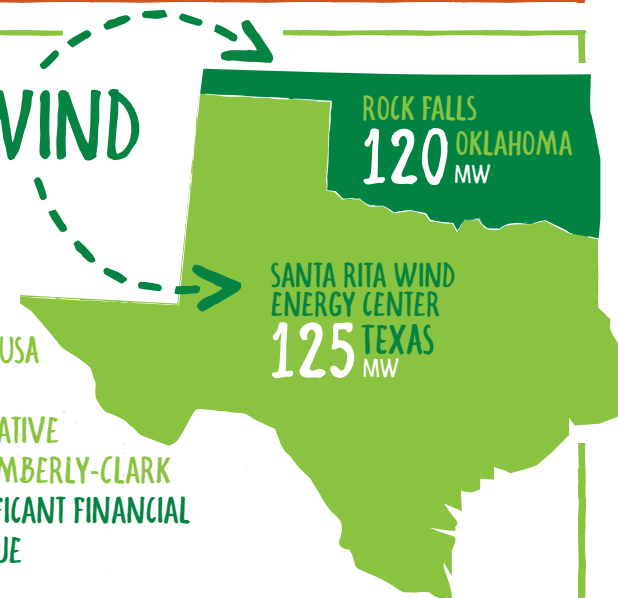 WIND
ROCK FALLS
120 OKLAHOMA
MW
SANTA RITA WIND
ENERGY CENTER
125 TEXAS
MW
USA
ATIVE
MBERLY-CLARK
FICANT FINANCIAL
UE